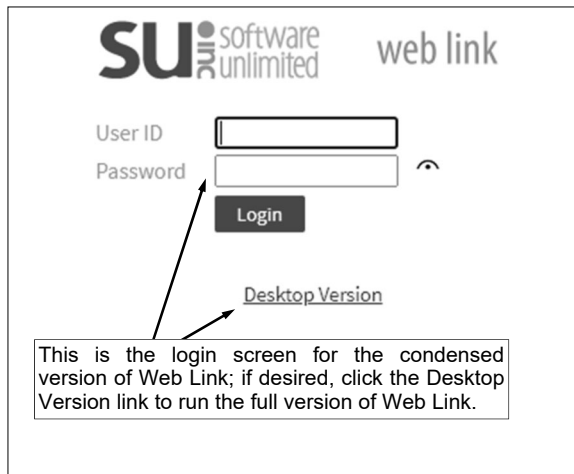 SU inc software unlimited web link
User ID
Password
Login
Desktop Version
This is the login screen for the condensed
version of Web Link; if desired, click the Desktop
Version link to run the full version of Web Link.